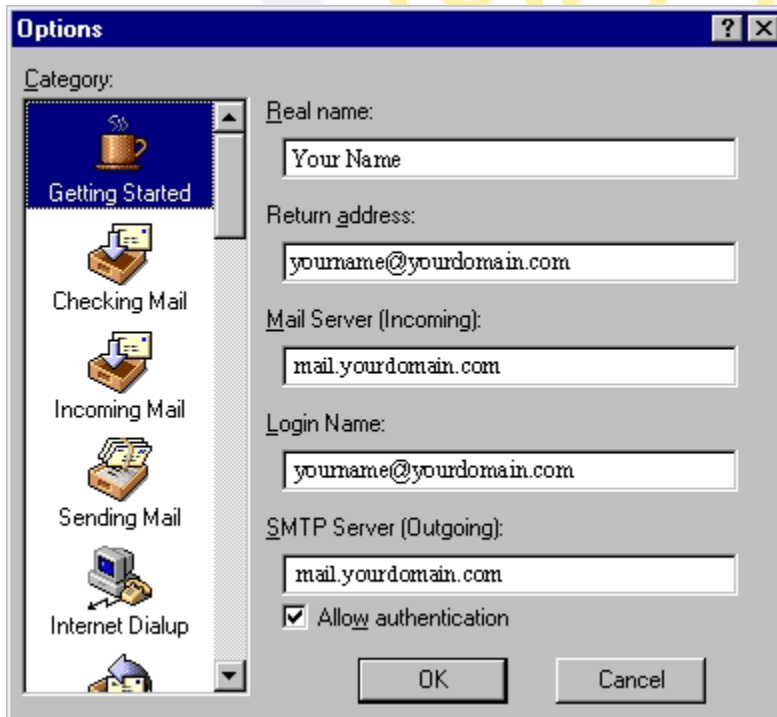 Options
Category:
Getting Started
Checking Mail
Incoming Mail
Sending Mail
Internet Dialup
Real name:
Your Name
Return address:
yourname@yourdomain.com
Mail Server (Incoming):
mail.yourdomain.com
Login Name:
yourname@yourdomain.com
SMTP Server (Outgoing):
mail.yourdomain.com
Allow authentication
OK
Cancel